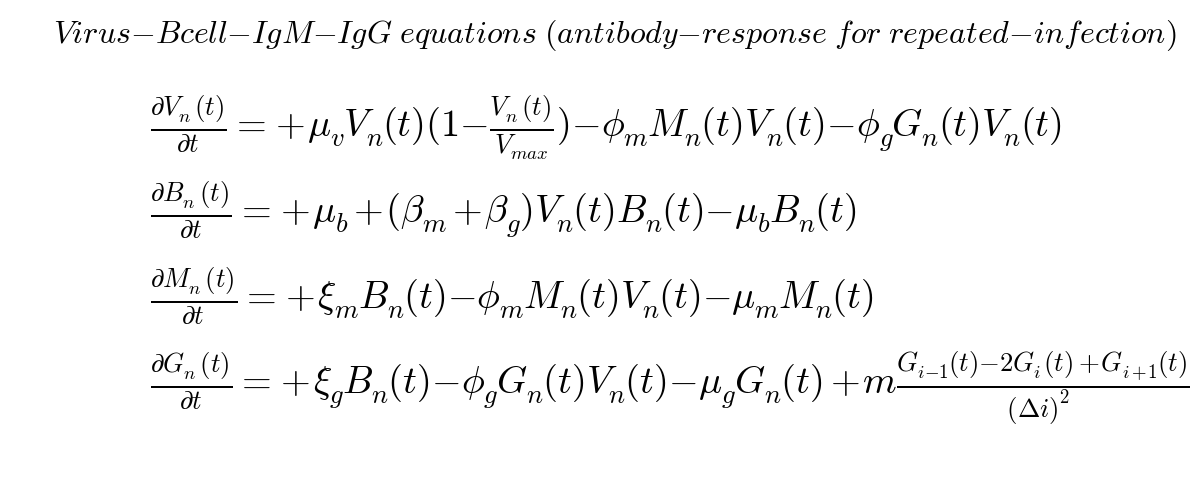 Virus−Bcell−IgM−IgG equations (antibody−response for repeated−infection)
∂Vₙ(t)/∂t = +μ_v Vₙ(t)(1−Vₙ(t)/V_max)−ϕ_m Mₙ(t)Vₙ(t)−ϕ_g Gₙ(t)Vₙ(t)
∂Bₙ(t)/∂t = +μ_b+(β_m+β_g)Vₙ(t)Bₙ(t)−μ_b Bₙ(t)
∂Mₙ(t)/∂t = +ξ_m Bₙ(t)−ϕ_m Mₙ(t)Vₙ(t)−μ_m Mₙ(t)
∂Gₙ(t)/∂t = +ξ_g Bₙ(t)−ϕ_g Gₙ(t)Vₙ(t)−μ_g Gₙ(t)+m (G_{i−1}(t)−2G_i(t)+G_{i+1}(t))/(Δi)²